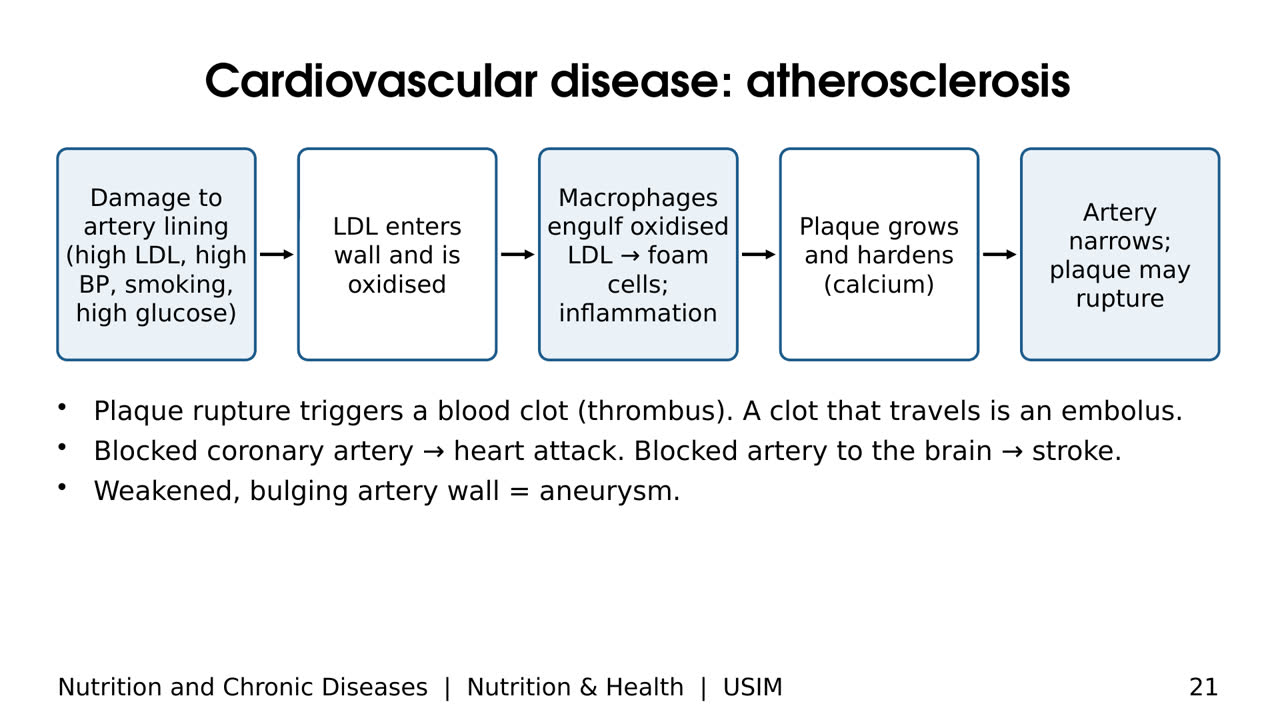 Cardiovascular disease: atherosclerosis
Damage to
artery lining
(high LDL, high
BP, smoking,
high glucose)
LDL enters
wall and is
oxidised
Macrophages
engulf oxidised
LDL → foam
cells;
inflammation
Plaque grows
and hardens
(calcium)
Artery
narrows;
plaque may
rupture
• Plaque rupture triggers a blood clot (thrombus). A clot that travels is an embolus.
• Blocked coronary artery → heart attack. Blocked artery to the brain → stroke.
• Weakened, bulging artery wall = aneurysm.
Nutrition and Chronic Diseases | Nutrition & Health | USIM 21